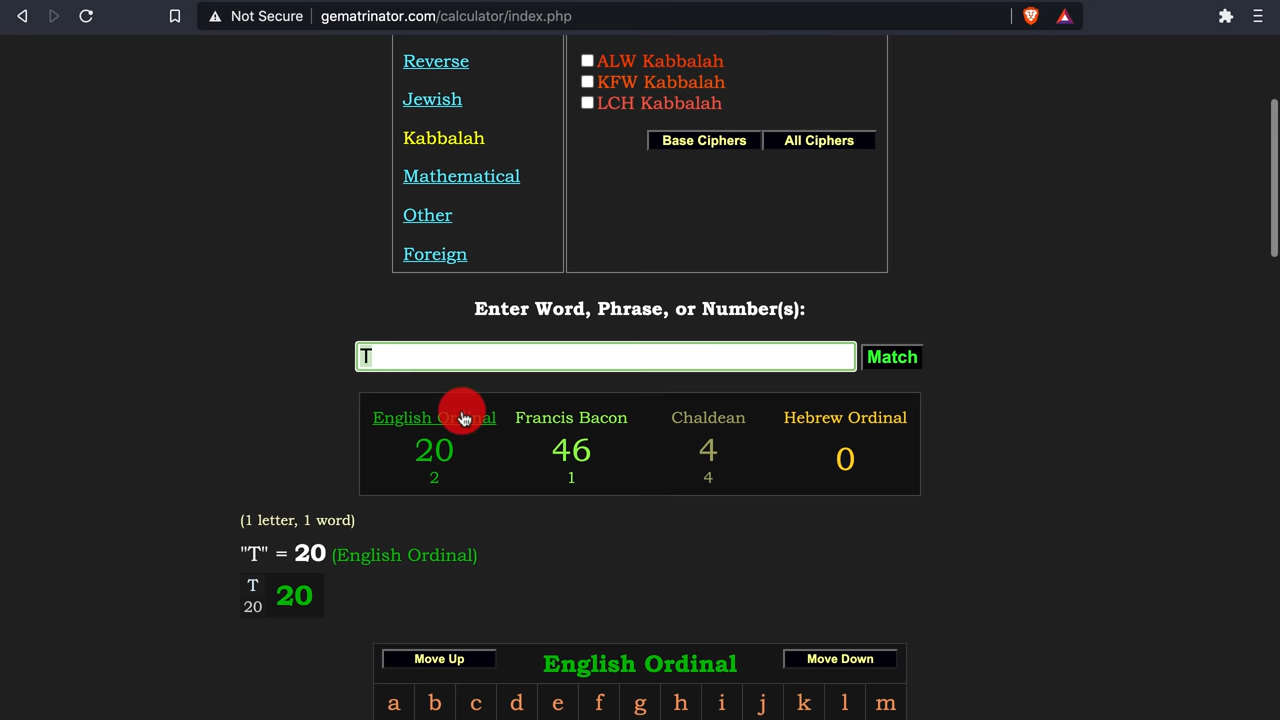 Not Secure gematrinator.com/calculator/index.php
Reverse
Jewish
Kabbalah
Mathematical
Other
Foreign
ALW Kabbalah
KFW Kabbalah
LCH Kabbalah
Base Ciphers All Ciphers
Enter Word, Phrase, or Number(s):
T Match
English Ordinal Francis Bacon Chaldean Hebrew Ordinal
20 46 4 0
2 1 4
(1 letter, 1 word)
"T" = 20 (English Ordinal)
T 20
20
Move Up English Ordinal Move Down
a b c d e f g h i j k l m